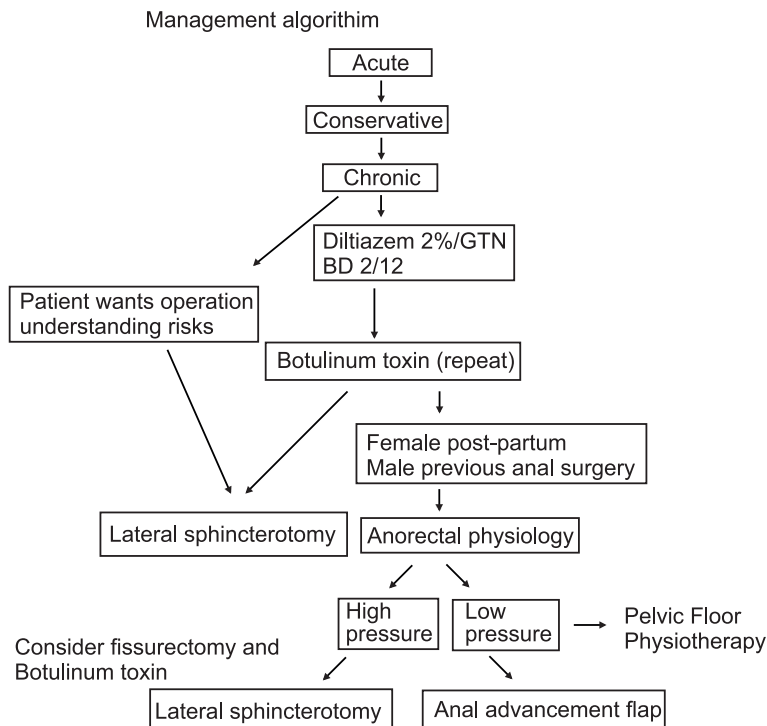 Management algorithim
Acute
Conservative
Chronic
Diltiazem 2%/GTN
BD 2/12
Patient wants operation
understanding risks
Botulinum toxin (repeat)
Female post-partum
Male previous anal surgery
Lateral sphincterotomy
Anorectal physiology
High
pressure
Low
pressure
Pelvic Floor
Physiotherapy
Consider fissurectomy and
Botulinum toxin
Lateral sphincterotomy
Anal advancement flap